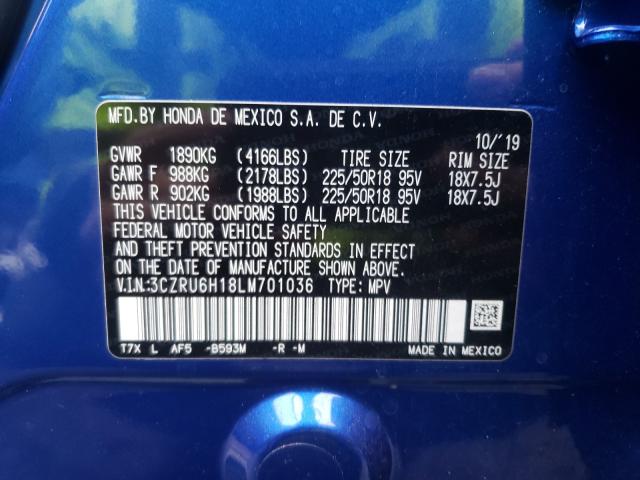 MFD.BY HONDA DE MEXICO S.A. DE C.V.
10/'19
GVWR 1890KG (4166LBS) TIRE SIZE RIM SIZE
GAWR F 988KG (2178LBS) 225/50R18 95V 18X7.5J
GAWR R 902KG (1988LBS) 225/50R18 95V 18X7.5J
THIS VEHICLE CONFORMS TO ALL APPLICABLE
FEDERAL MOTOR VEHICLE SAFETY
AND THEFT PREVENTION STANDARDS IN EFFECT
ON THE DATE OF MANUFACTURE SHOWN ABOVE.
V.I.N:3CZRU6H18LM701036 TYPE: MPV
T7X L AF5 -B593M -R -M MADE IN MEXICO